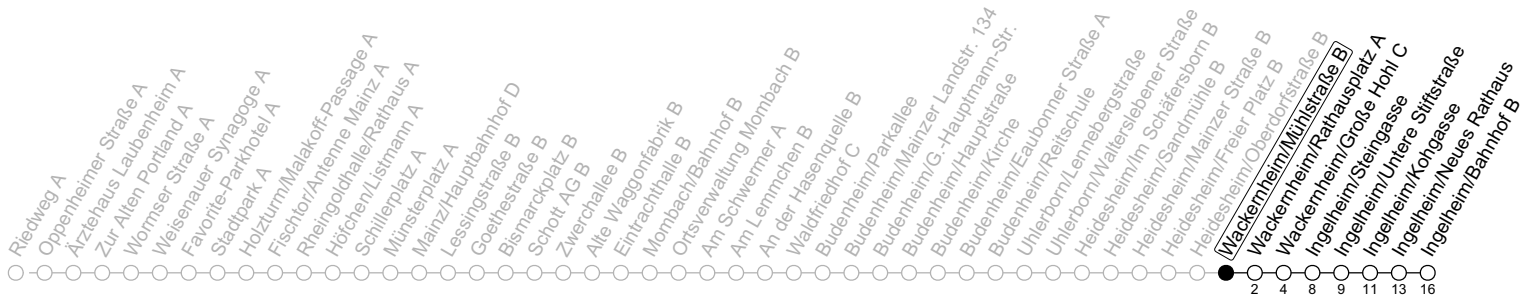 Riedweg A
Oppenheimer Straße A
Ärztehaus Laubenheim A
Zur Alten Portland A
Wormser Straße A
Weisenauer Synagoge A
Favorite-Parkhotel A
Stadtpark A
Holzturm/Malakoff-Passage A
Fischtor/Antenne Mainz A
Rheingoldhalle/Rathaus A
Höfchen/Listmann A
Schillerplatz A
Münsterplatz A
Mainz/Hauptbahnhof D
Lessingstraße B
Goethestraße B
Bismarckplatz B
Schott AG B
Zwerchallee B
Alte Waggonfabrik B
Eintrachthalle B
Mombach/Bahnhof B
Ortsverwaltung Mombach B
Am Schwermer A
Am Lemmchen B
An der Hasenquelle B
Waldfriedhof C
Budenheim/Parkallee
Budenheim/Mainzer Landstr. 134
Budenheim/G.-Hauptmann-Str.
Budenheim/Hauptstraße
Budenheim/Kirche
Budenheim/Eaubonner Straße A
Budenheim/Reitschule
Uhlerborn/Lennebergstraße
Uhlerborn/Walterslebener Straße
Heidesheim/Im Schäfersborn B
Heidesheim/Sandmühle B
Heidesheim/Mainzer Straße B
Heidesheim/Freier Platz B
Heidesheim/Oberdorfstraße B
Wackernheim/Mühlstraße B
Wackernheim/Rathausplatz A
Wackernheim/Große Hohl C
Ingelheim/Steingasse
Ingelheim/Untere Stiftstraße
Ingelheim/Kohgasse
Ingelheim/Neues Rathaus
Ingelheim/Bahnhof B
2 4 8 9 11 13 16